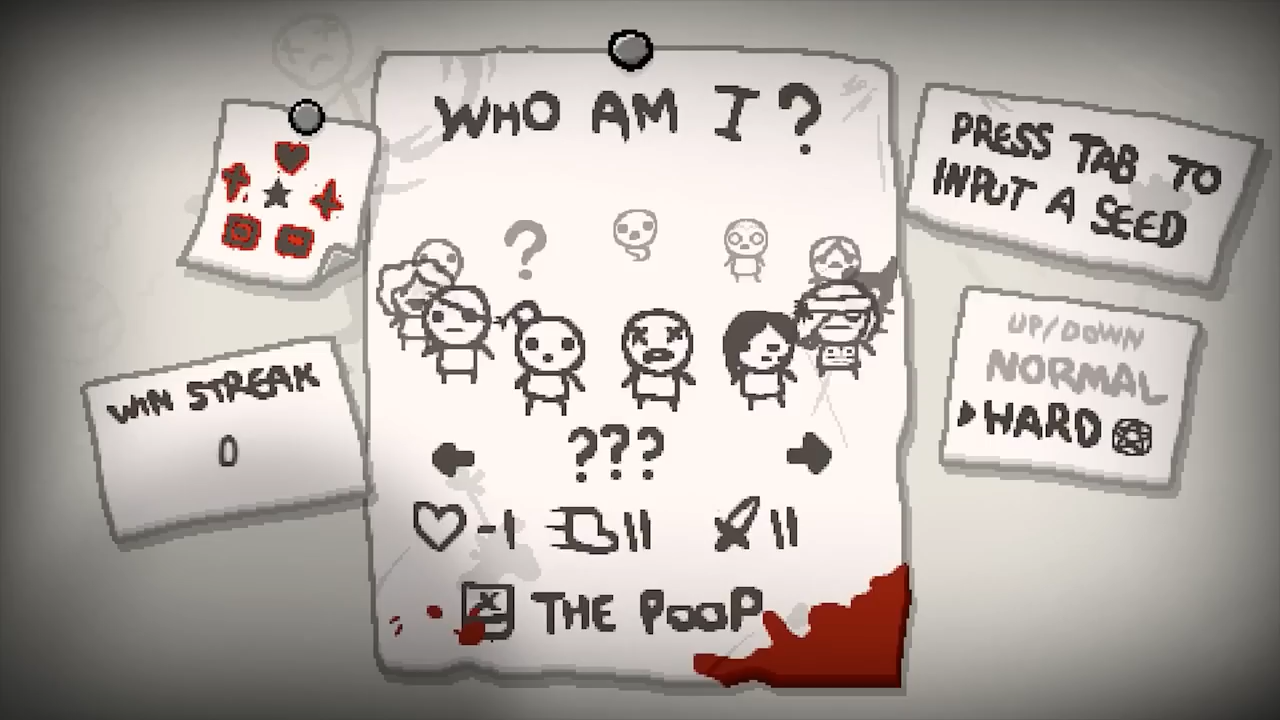 WHO AM I?
PRESS TAB TO
INPUT A SEED
?
UP/DOWN
NORMAL
HARD
WIN STREAK
0
???
-1 || ||
THE POOP